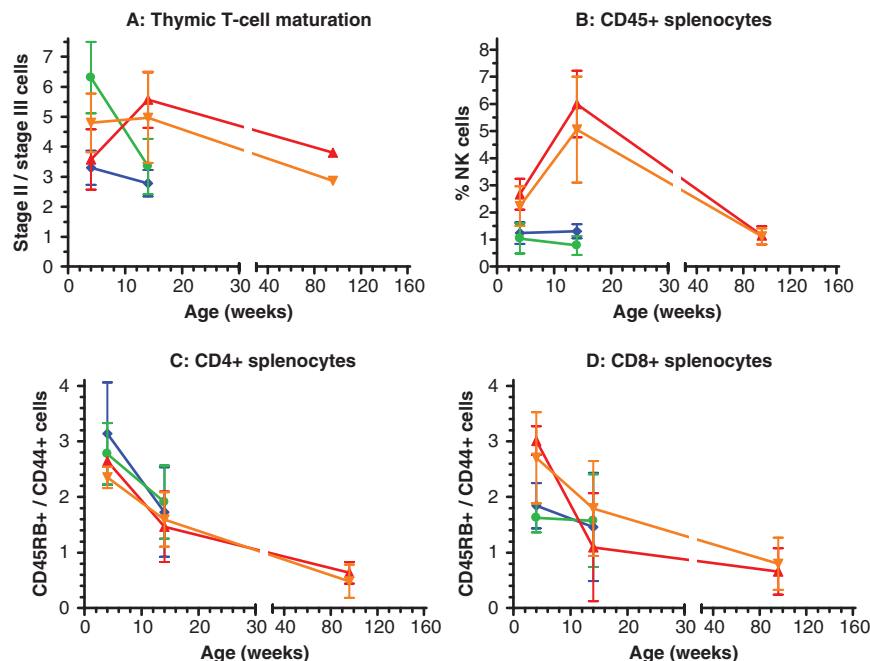 A: Thymic T-cell maturation
Stage II / stage III cells
7
6
5
4
3
2
1
0
0 10 20 30 40 80 120 160
Age (weeks)
B: CD45+ splenocytes
% NK cells
8
7
6
5
4
3
2
1
0
0 10 20 30 40 80 120 160
Age (weeks)
C: CD4+ splenocytes
CD45RB+ / CD44+ cells
4
3
2
1
0
0 10 20 30 40 80 120 160
Age (weeks)
D: CD8+ splenocytes
CD45RB+ / CD44+ cells
4
3
2
1
0
0 10 20 30 40 80 120 160
Age (weeks)